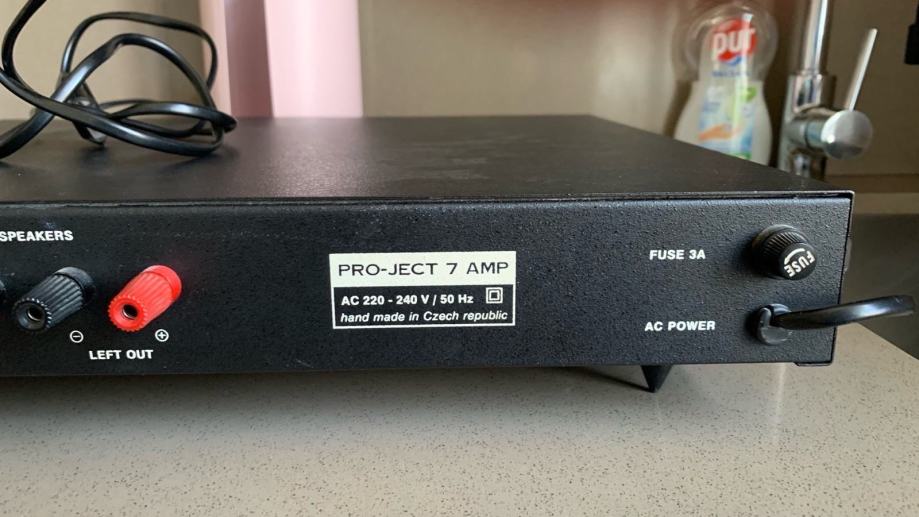 pur
SPEAKERS
PRO-JECT 7 AMP
FUSE 3A
FUSE
AC 220 - 240 V / 50 Hz
hand made in Czech republic
AC POWER
⊖ ⊕
LEFT OUT